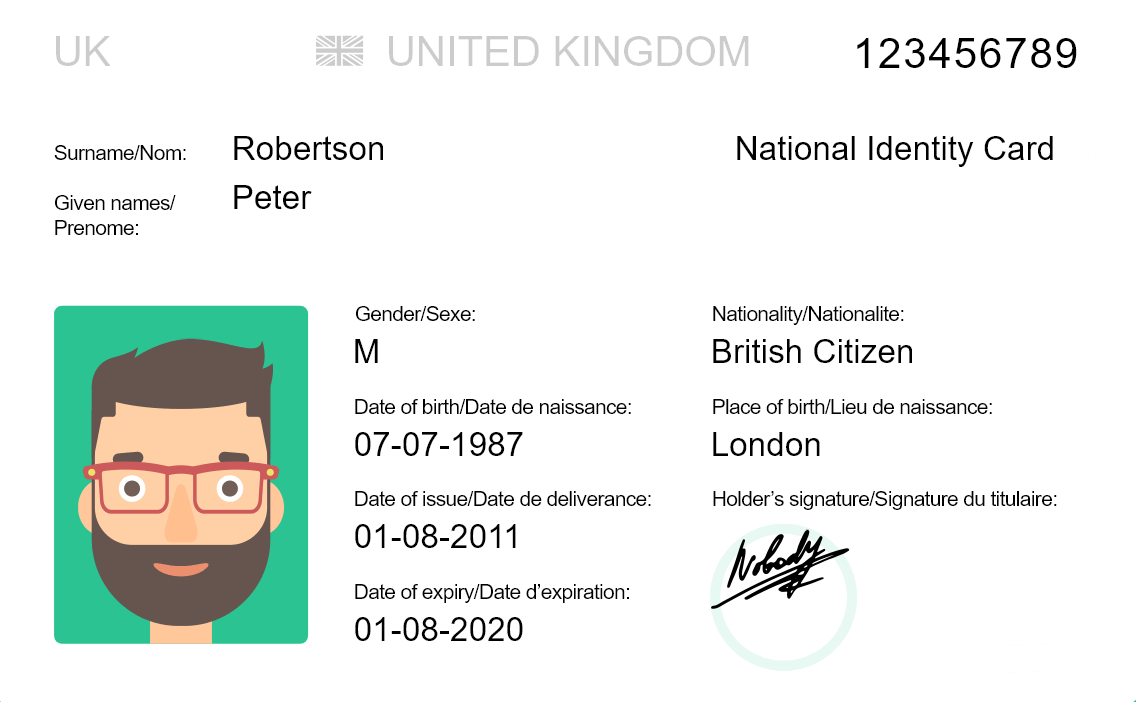 UK UNITED KINGDOM 123456789
Surname/Nom: Robertson National Identity Card
Given names/ Peter
Prenome:
Gender/Sexe: Nationality/Nationalite:
M British Citizen
Date of birth/Date de naissance: Place of birth/Lieu de naissance:
07-07-1987 London
Date of issue/Date de deliverance: Holder's signature/Signature du titulaire:
01-08-2011 Nobody
Date of expiry/Date d'expiration:
01-08-2020